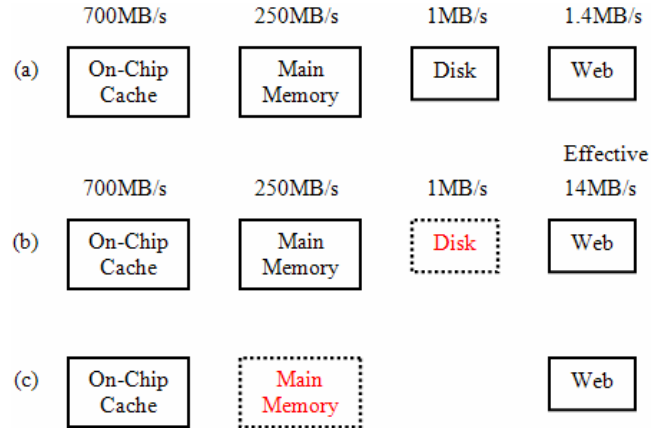 700MB/s 250MB/s 1MB/s 1.4MB/s
(a) On-Chip Cache Main Memory Disk Web
Effective
700MB/s 250MB/s 1MB/s 14MB/s
(b) On-Chip Cache Main Memory Disk Web
(c) On-Chip Cache Main Memory Web